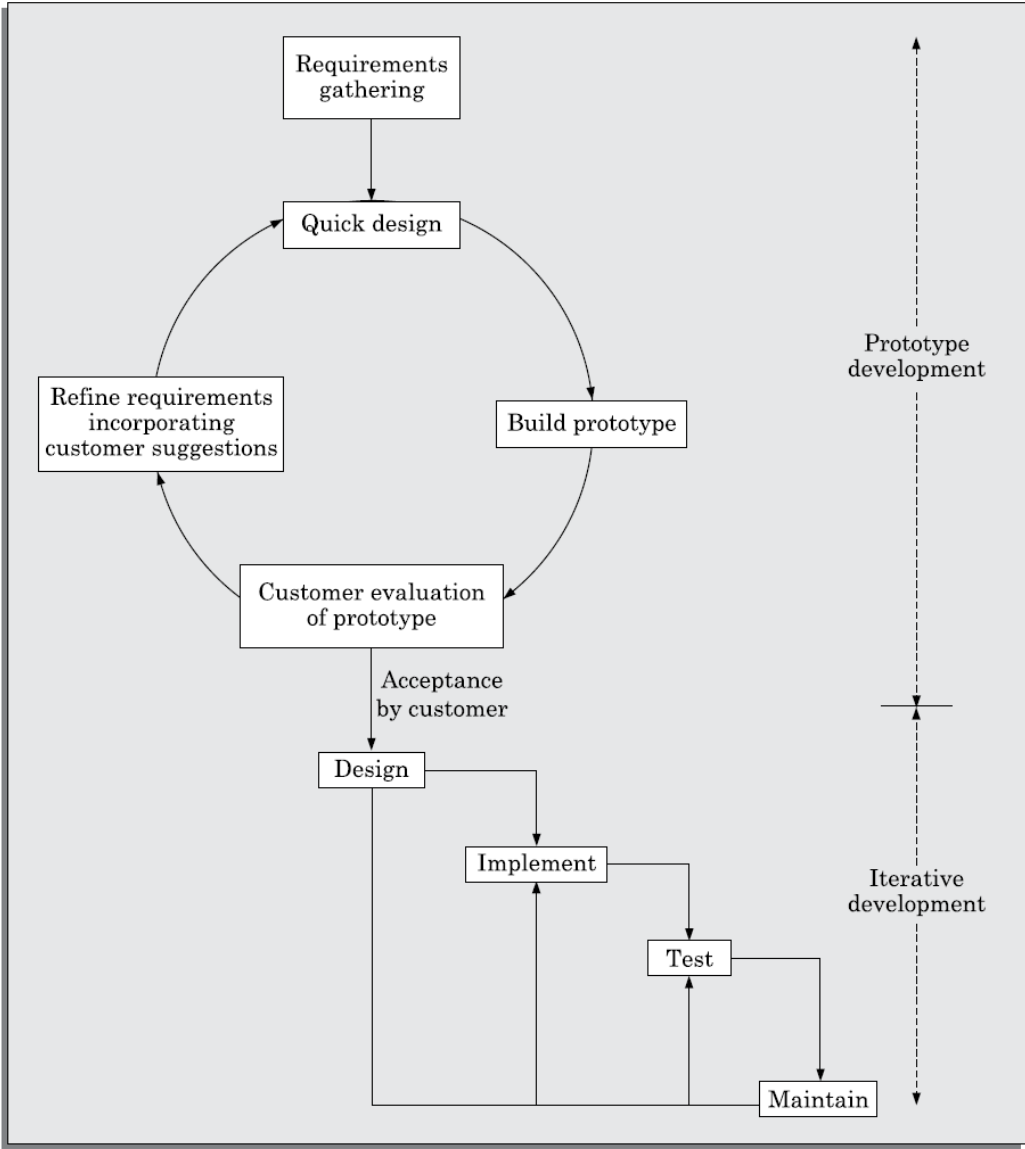 Requirements
gathering
Quick design
Prototype
development
Refine requirements
incorporating
customer suggestions
Build prototype
Customer evaluation
of prototype
Acceptance
by customer
Design
Implement
Iterative
development
Test
Maintain